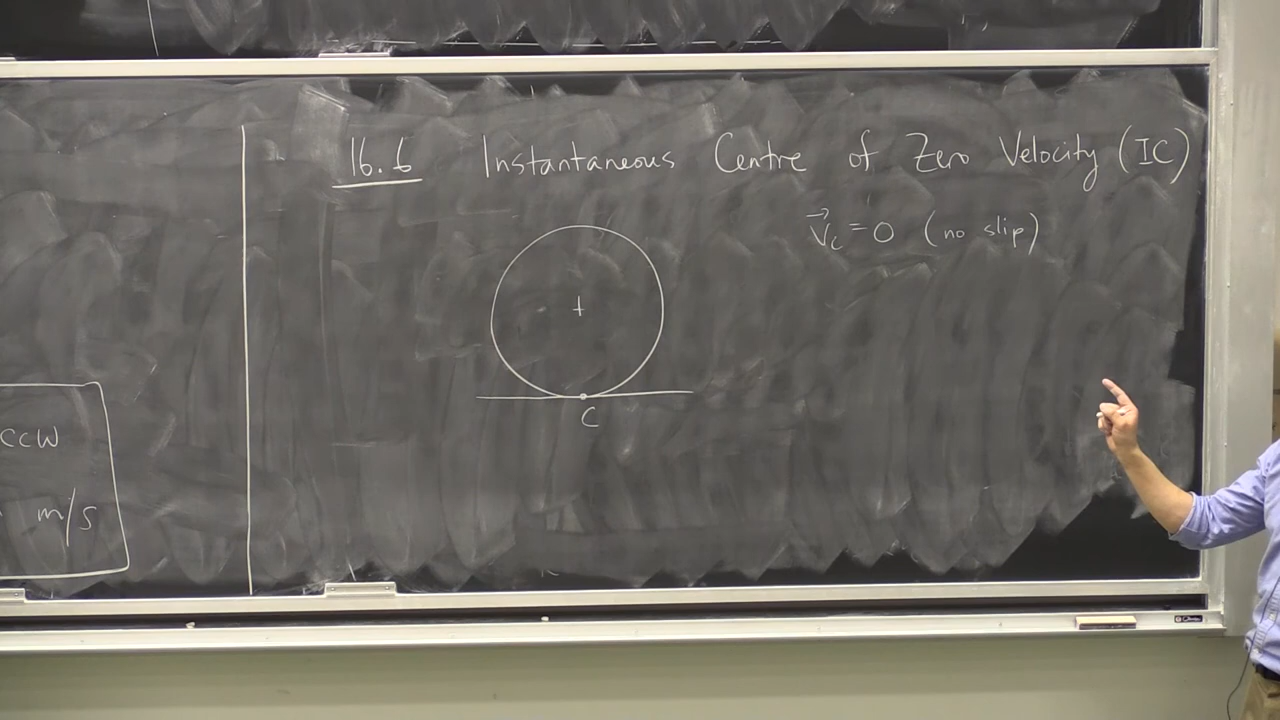 CCW
m/s
16.6 Instantaneous Centre of Zero Velocity (IC)
v⃗c = 0 (no slip)
C